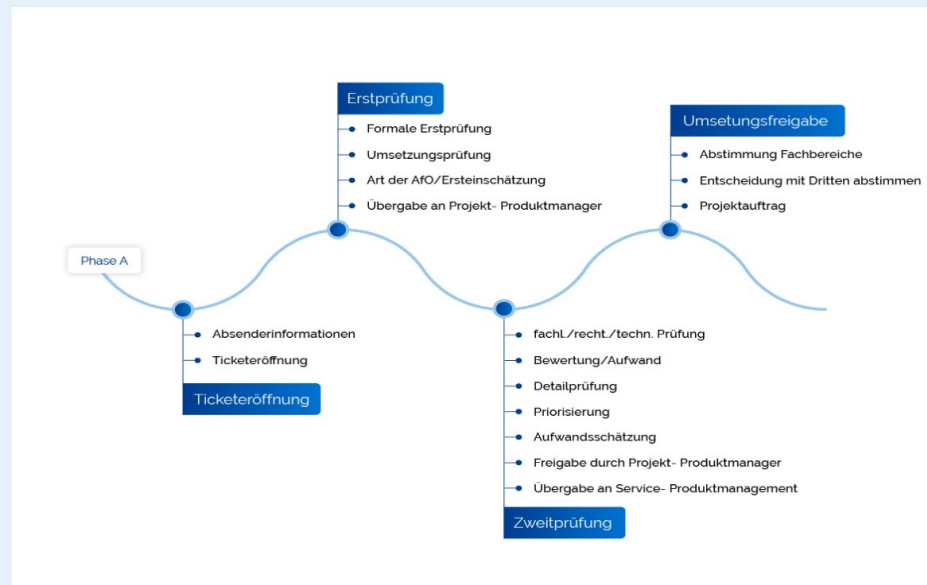 Phase A
Absenderinformationen
Ticketeröffnung
Ticketeröffnung
Erstprüfung
Formale Erstprüfung
Umsetzungsprüfung
Art der AfO/Ersteinschätzung
Übergabe an Projekt- Produktmanager
fachl./recht./techn. Prüfung
Bewertung/Aufwand
Detailprüfung
Priorisierung
Aufwandsschätzung
Freigabe durch Projekt- Produktmanager
Übergabe an Service- Produktmanagement
Zweitprüfung
Umsetungsfreigabe
Abstimmung Fachbereiche
Entscheidung mit Dritten abstimmen
Projektauftrag